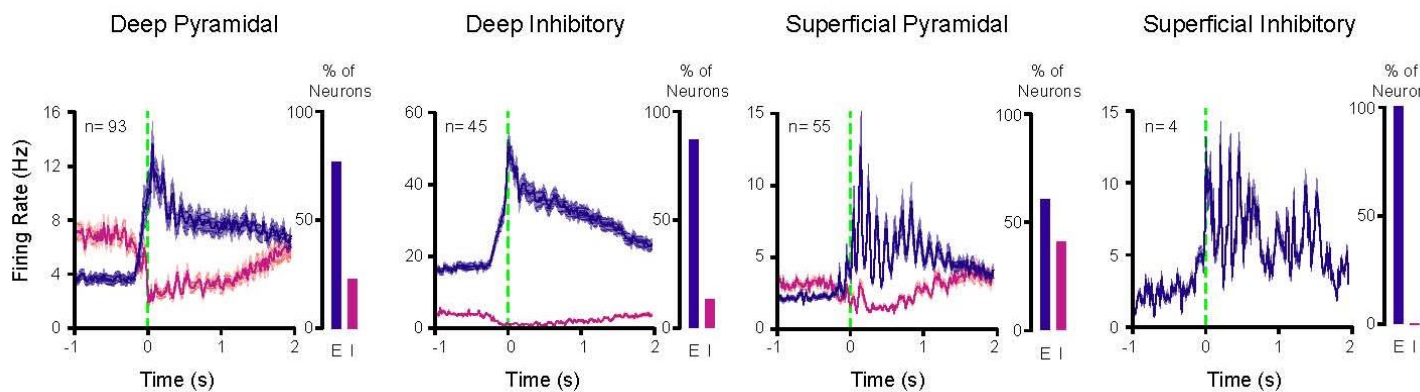 Deep Pyramidal
Deep Inhibitory
Superficial Pyramidal
Superficial Inhibitory
Firing Rate (Hz)
16
12
8
4
0
n= 93
-1
0
1
2
Time (s)
% of
Neurons
100
50
0
E I
60
40
20
0
n= 45
-1
0
1
2
Time (s)
% of
Neurons
100
50
0
E I
15
10
5
0
n= 55
-1
0
1
2
Time (s)
% of
Neurons
100
50
0
E I
15
10
5
0
n= 4
-1
0
1
2
Time (s)
% of
Neurons
100
50
0
E I